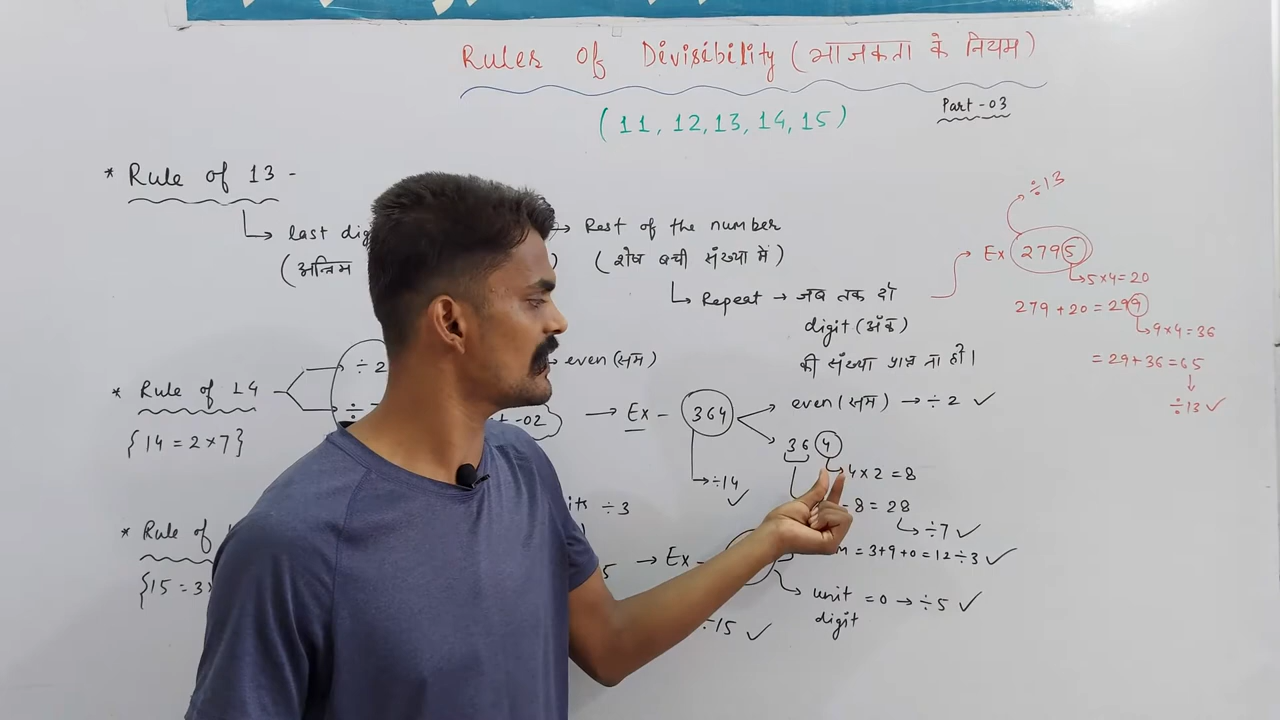 Rules of Divisibility (भाजकता के नियम)
(11, 12, 13, 14, 15)
Part-03
* Rule of 13 -
last dig
(अन्तिम
Rest of the number
(शेष बची संख्या में)
Repeat → जब तक दो
digit (अंक)
की संख्या प्राप्त ना हो।
÷13
Ex 2795
5×4=20
279+20=299
9×4=36
=29+36=65
÷13 ✓
* Rule of 14
{14=2×7}
÷2
÷
even (सम)
-02
→ Ex - 364
÷14 ✓
even (सम) → ÷2 ✓
36 4
4×2=8
-8=28
÷7 ✓
* Rule of
{15=3×
÷3
5
→ Ex -
= 3+9+0=12÷3 ✓
unit digit = 0 → ÷5 ✓
÷15 ✓